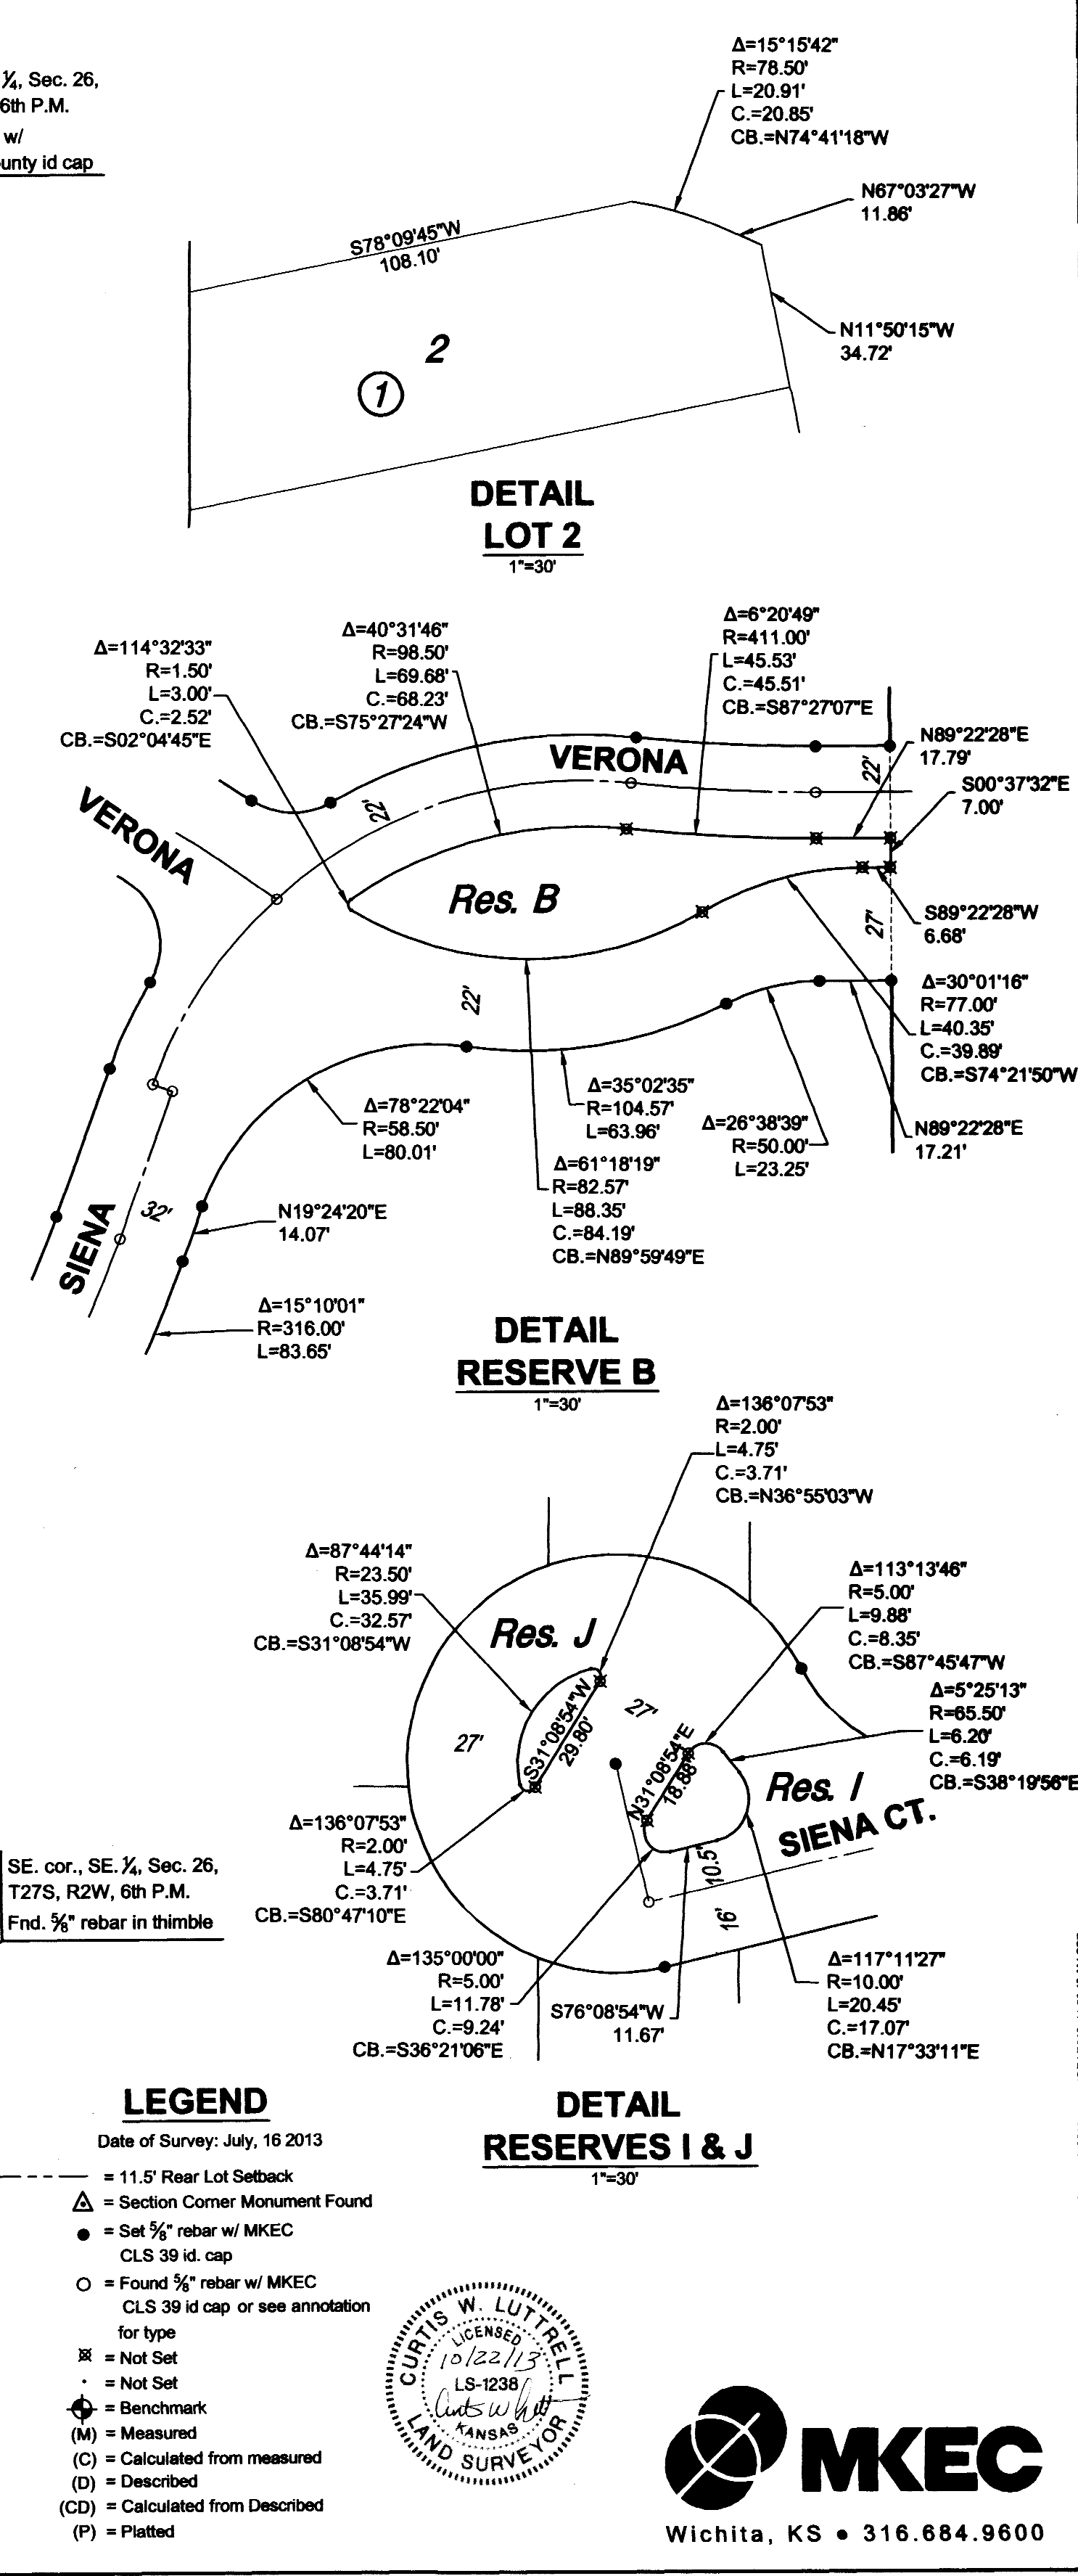 ¼, Sec. 26,
6th P.M.
w/
unty id cap
Δ=15°15'42"
R=78.50'
L=20.91'
C.=20.85'
CB.=N74°41'18"W
N67°03'27"W
11.86'
S78°09'45"W
108.10'
N11°50'15"W
34.72'
2
1
DETAIL
LOT 2
1"=30'
Δ=114°32'33"
R=1.50'
L=3.00'
C.=2.52'
CB.=S02°04'45"E
Δ=40°31'46"
R=98.50'
L=69.68'
C.=68.23'
CB.=S75°27'24"W
Δ=6°20'49"
R=411.00'
L=45.53'
C.=45.51'
CB.=S87°27'07"E
N89°22'28"E
17.79'
S00°37'32"E
7.00'
VERONA
22'
22'
VERONA
Res. B
27'
S89°22'28"W
6.68'
22'
Δ=30°01'16"
R=77.00'
L=40.35'
C.=39.89'
CB.=S74°21'50"W
Δ=78°22'04"
R=58.50'
L=80.01'
Δ=35°02'35"
R=104.57'
L=63.96'
Δ=26°38'39"
R=50.00'
L=23.25'
N89°22'28"E
17.21'
Δ=61°18'19"
R=82.57'
L=88.35'
C.=84.19'
CB.=N89°59'49"E
SIENA
32'
N19°24'20"E
14.07'
Δ=15°10'01"
R=316.00'
L=83.65'
DETAIL
RESERVE B
1"=30'
Δ=136°07'53"
R=2.00'
L=4.75'
C.=3.71'
CB.=N36°55'03"W
Δ=87°44'14"
R=23.50'
L=35.99'
C.=32.57'
CB.=S31°08'54"W
Δ=113°13'46"
R=5.00'
L=9.88'
C.=8.35'
CB.=S87°45'47"W
Res. J
27'
27'
S31°08'54"W
29.80'
N31°08'54"E
18.88'
Δ=5°25'13"
R=65.50'
L=6.20'
C.=6.19'
CB.=S38°19'56"E
Res. I
SIENA CT.
Δ=136°07'53"
R=2.00'
L=4.75'
C.=3.71'
CB.=S80°47'10"E
10.5'
16'
SE. cor., SE.¼, Sec. 26,
T27S, R2W, 6th P.M.
Fnd. ⅝" rebar in thimble
Δ=135°00'00"
R=5.00'
L=11.78'
C.=9.24'
CB.=S36°21'06"E
S76°08'54"W
11.67'
Δ=117°11'27"
R=10.00'
L=20.45'
C.=17.07'
CB.=N17°33'11"E
DETAIL
RESERVES I & J
1"=30'
LEGEND
Date of Survey: July, 16 2013
= 11.5' Rear Lot Setback
= Section Corner Monument Found
= Set ⅝" rebar w/ MKEC
CLS 39 id. cap
= Found ⅝" rebar w/ MKEC
CLS 39 id cap or see annotation
for type
= Not Set
= Not Set
= Benchmark
(M) = Measured
(C) = Calculated from measured
(D) = Described
(CD) = Calculated from Described
(P) = Platted
CURTIS W. LUTTRELL
LICENSED
10/22/13
LS-1238
KANSAS
LAND SURVEYOR
MKEC
Wichita, KS • 316.684.9600